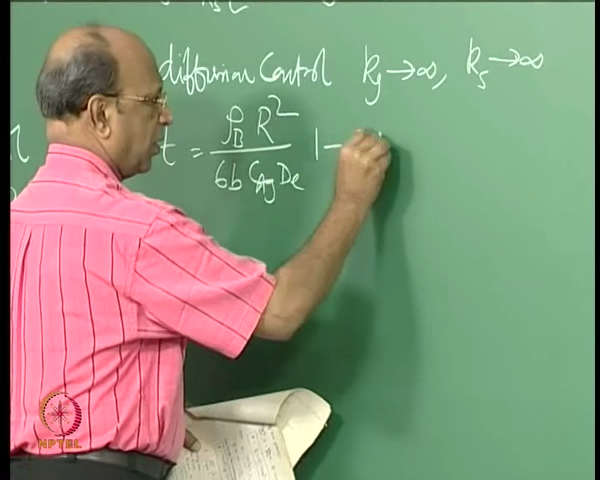 diffusion Control kg → ∞, ks → ∞
t = ρB R² / 6b CAg De 1 -
NPTEL